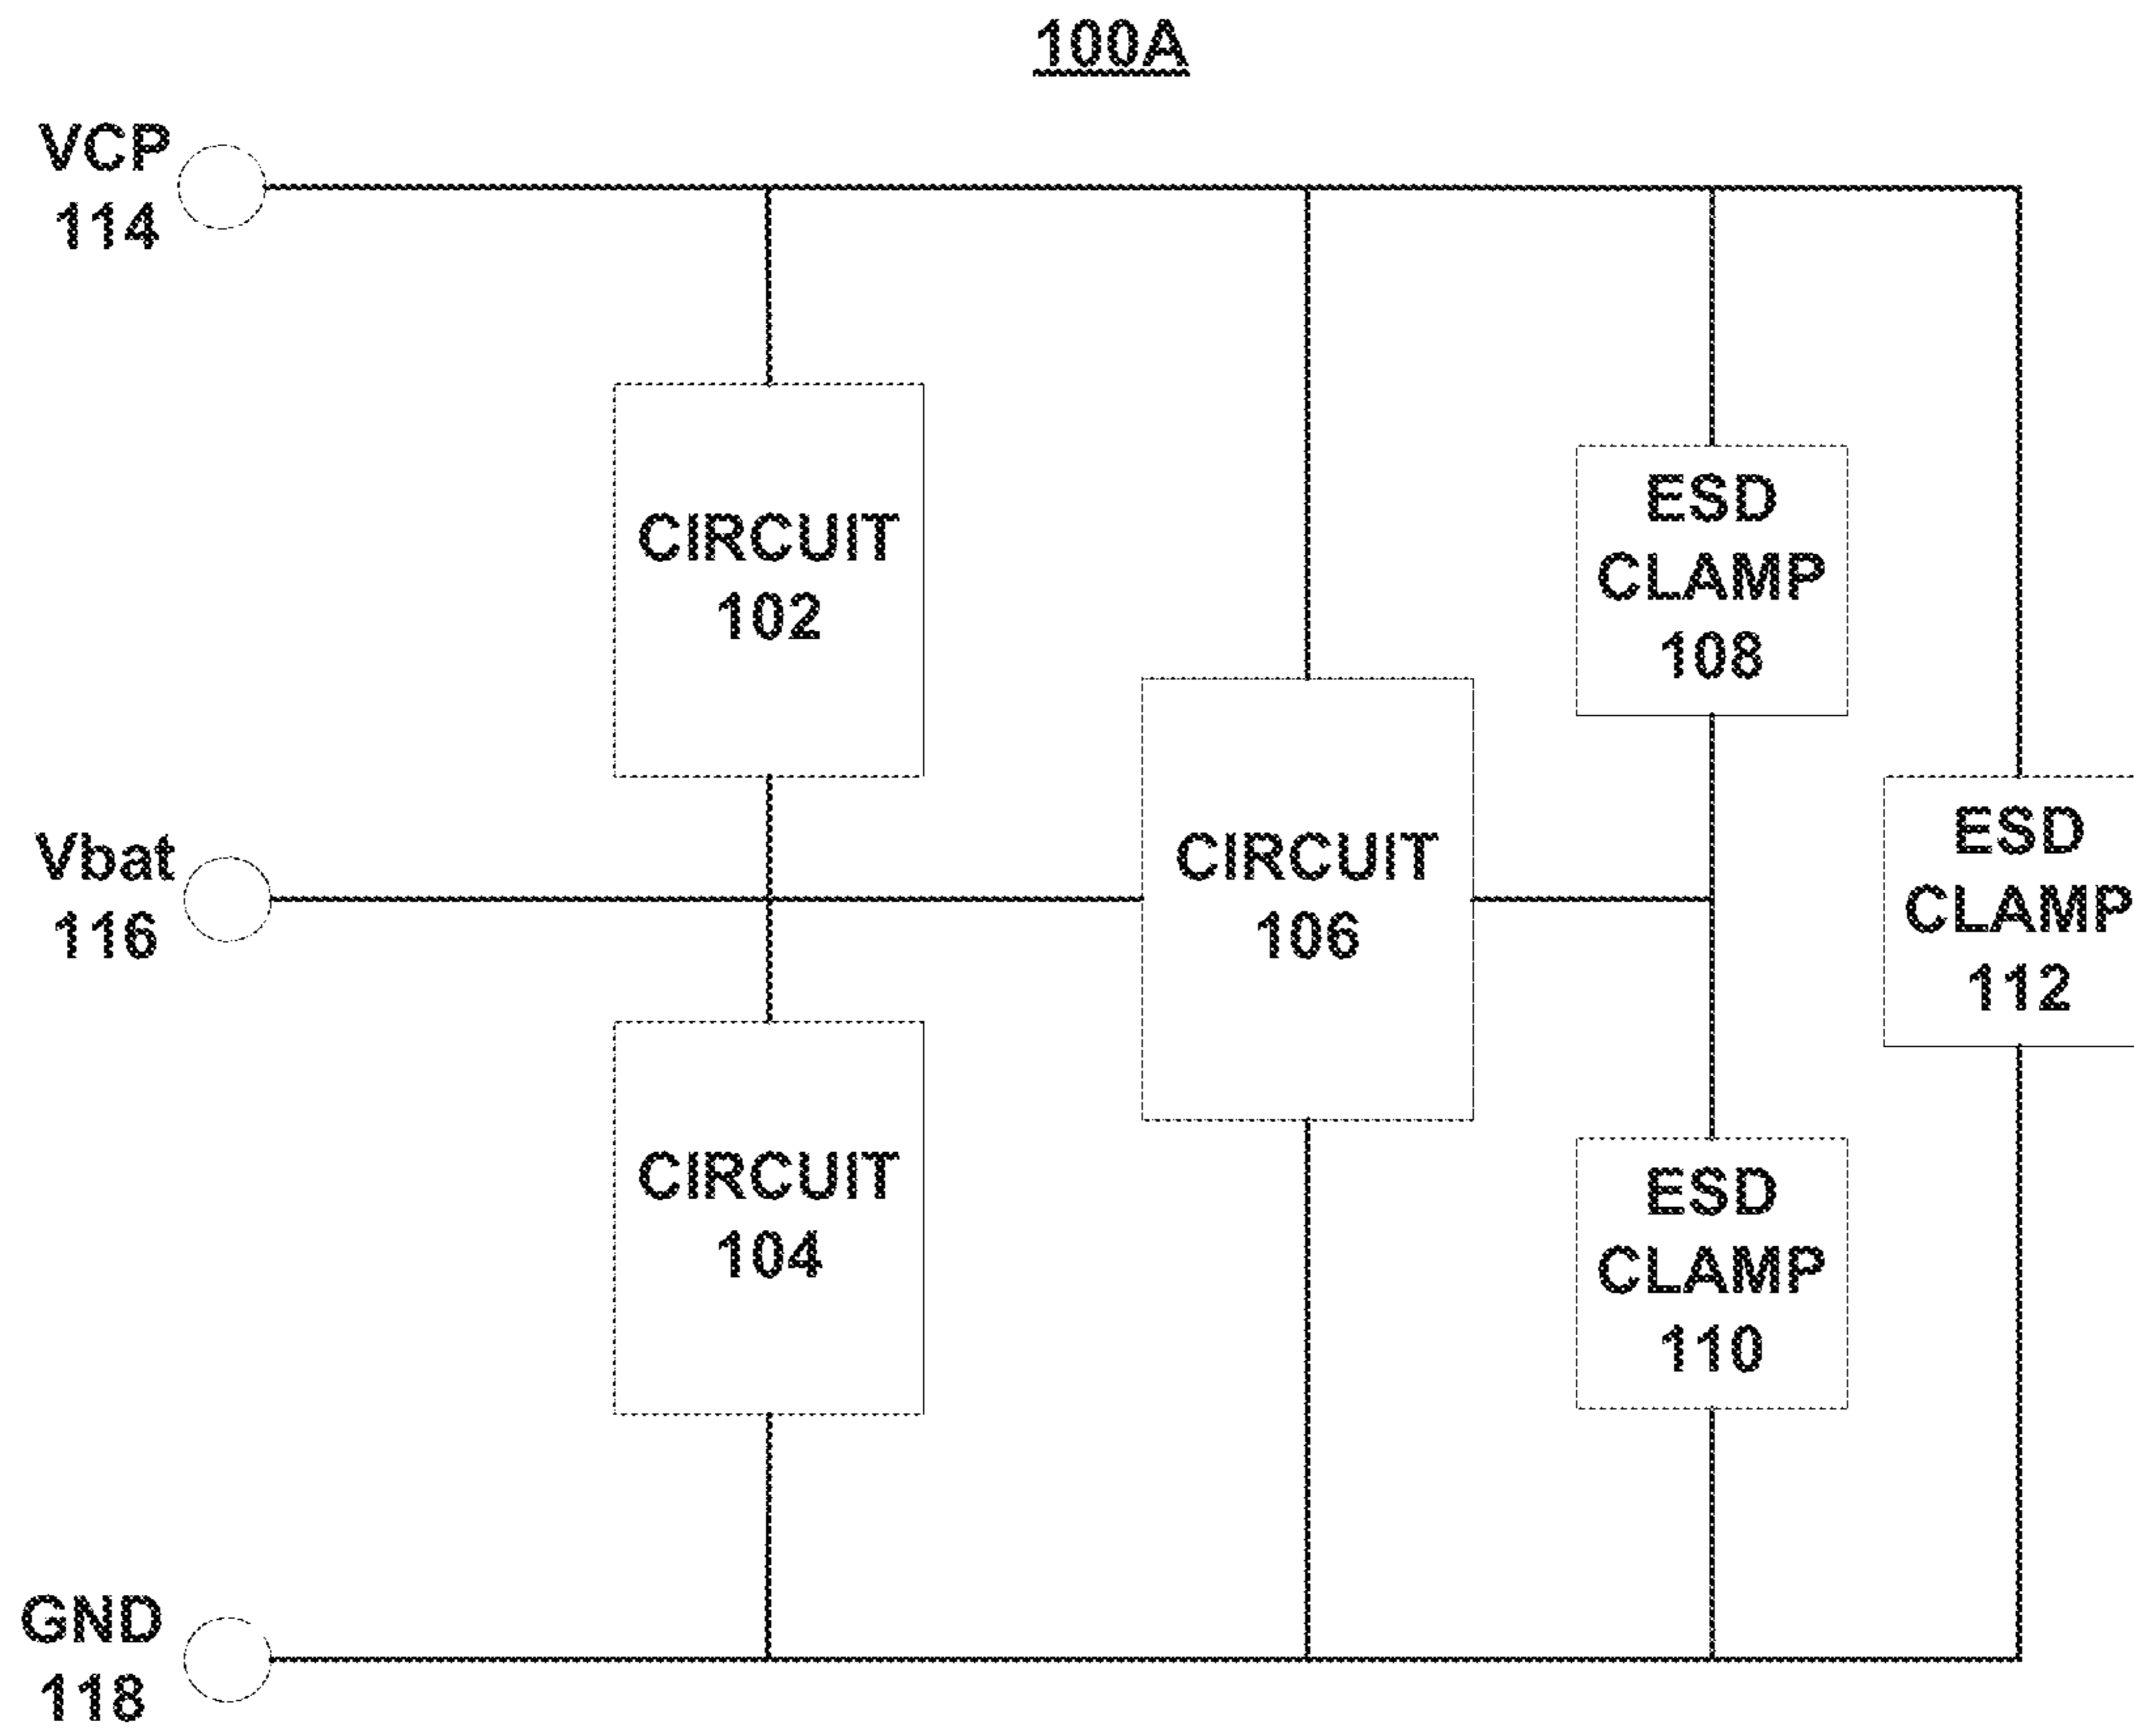 100A
VCP
114
CIRCUIT
102
ESD
CLAMP
108
Vbat
116
CIRCUIT
106
ESD
CLAMP
112
CIRCUIT
104
ESD
CLAMP
110
GND
118